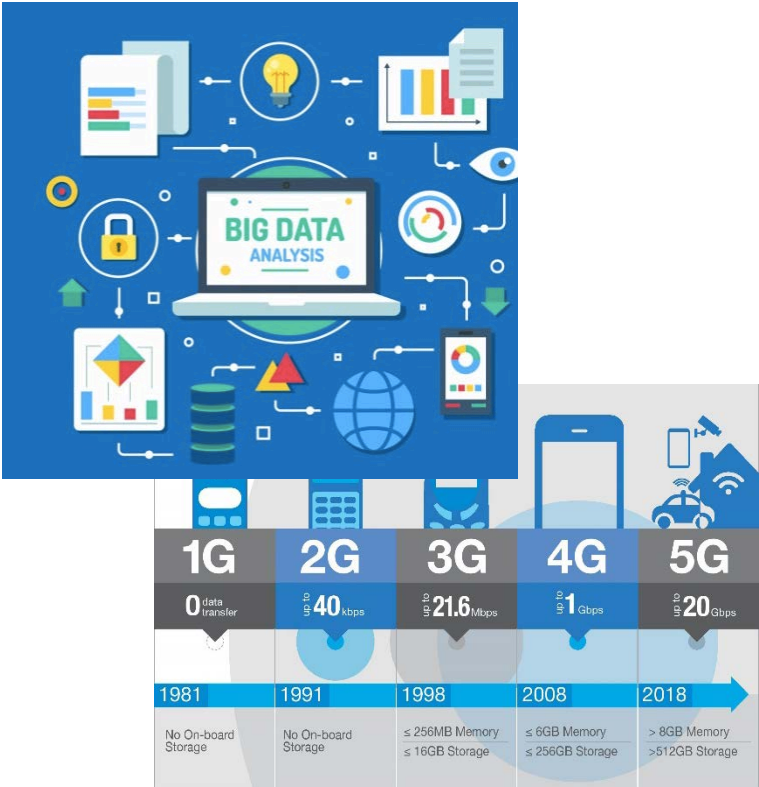 BIG DATA
ANALYSIS
1G 2G 3G 4G 5G
0 data transfer
up to 40 kbps
up to 21.6 Mbps
up to 1 Gbps
up to 20 Gbps
1981 1991 1998 2008 2018
No On-board
Storage
No On-board
Storage
≤ 256MB Memory
≤ 16GB Storage
≤ 6GB Memory
≤ 256GB Storage
> 8GB Memory
>512GB Storage